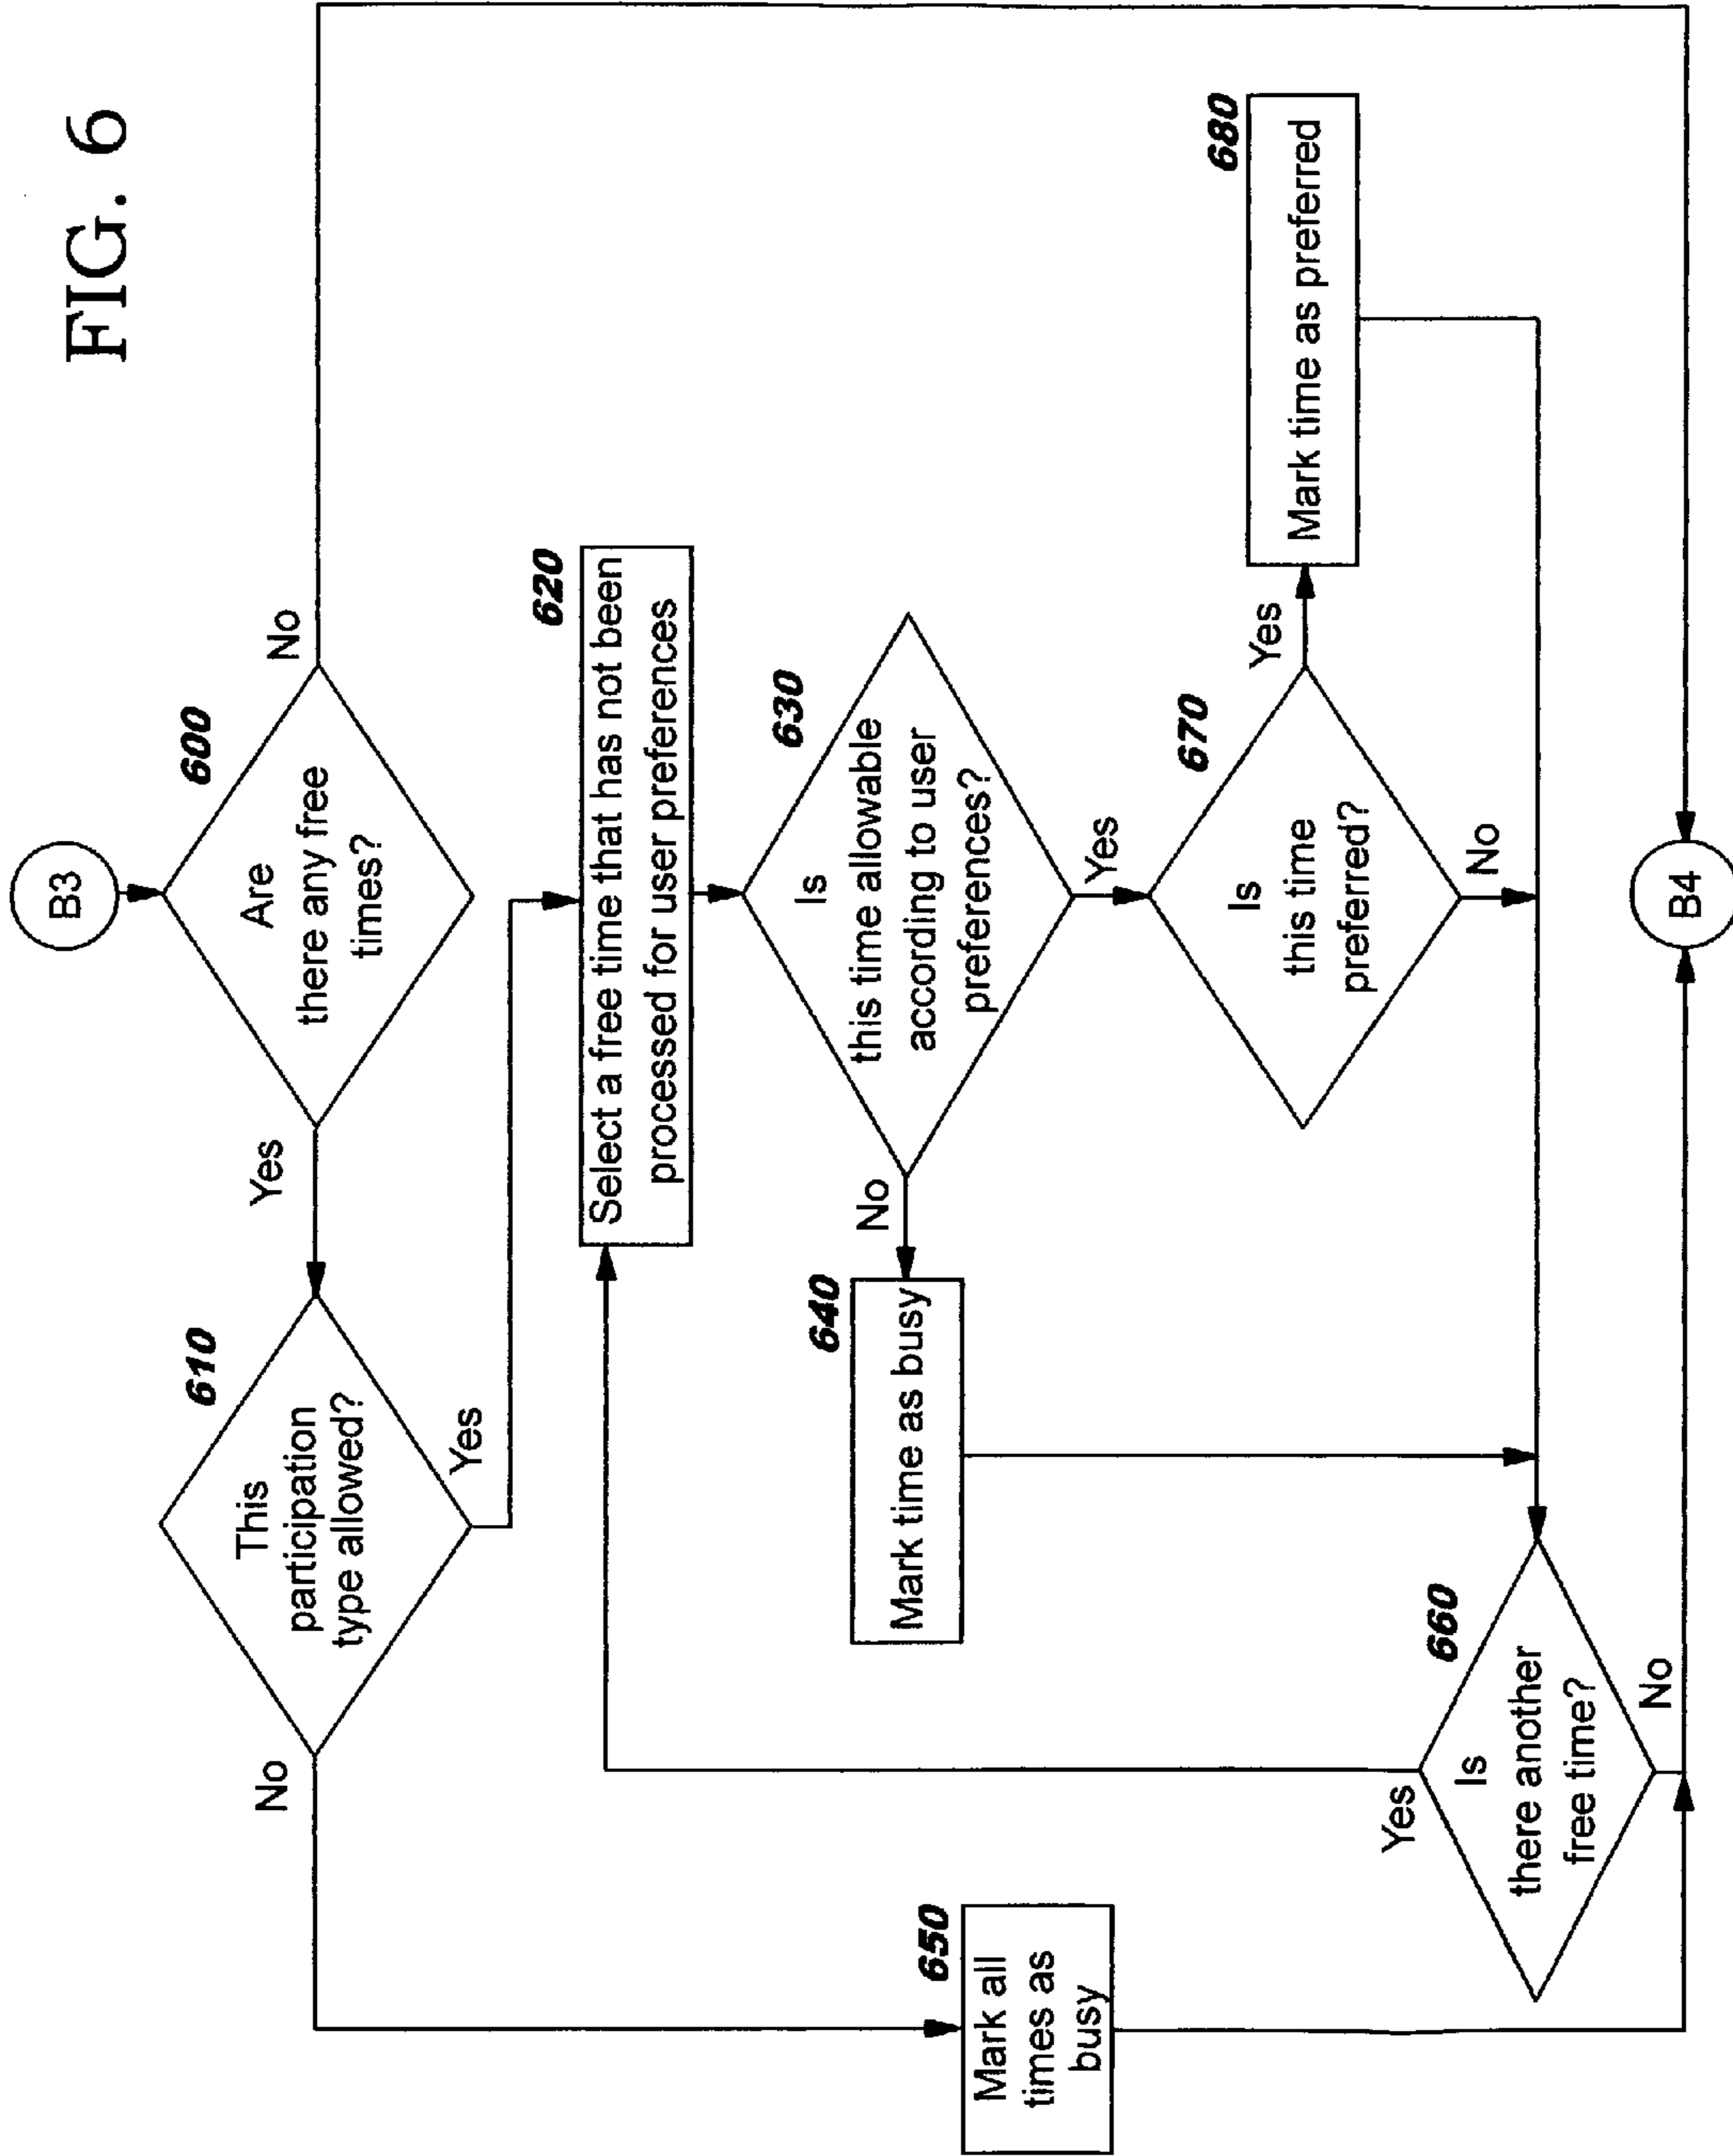 FIG. 6
B3
600
Are
there any free
times?
No
Yes
610
This
participation
type allowed?
Yes
No
620
Select a free time that has not been
processed for user preferences
630
Is
this time allowable
according to user
preferences?
No
Yes
640
Mark time as busy
650
Mark all
times as
busy
670
Is
this time
preferred?
Yes
No
680
Mark time as preferred
660
Is
there another
free time?
Yes
No
B4